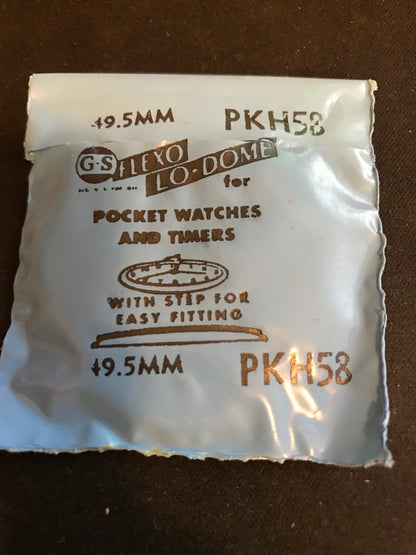 49.5MM PKH58
G-S FLEXO
LO-DOME
for
POCKET WATCHES
AND TIMERS
WITH STEP FOR
EASY FITTING
49.5MM PKH58